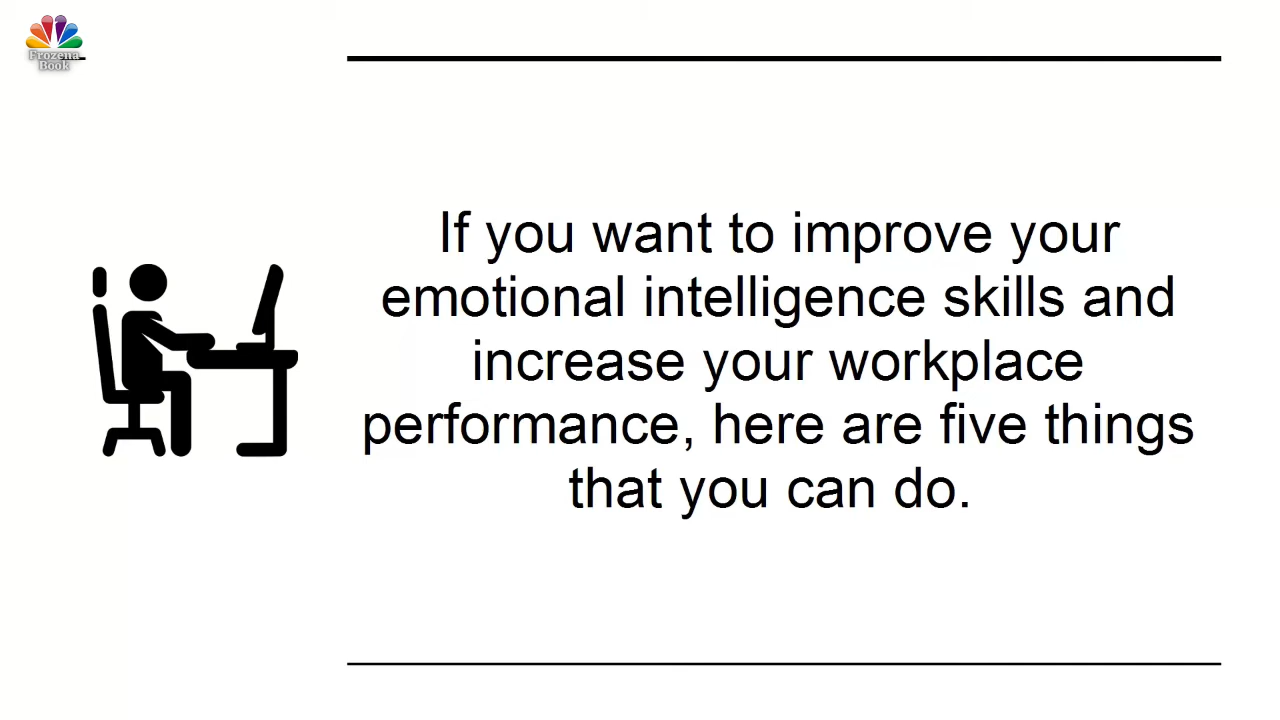 Frozena
Book
If you want to improve your
emotional intelligence skills and
increase your workplace
performance, here are five things
that you can do.